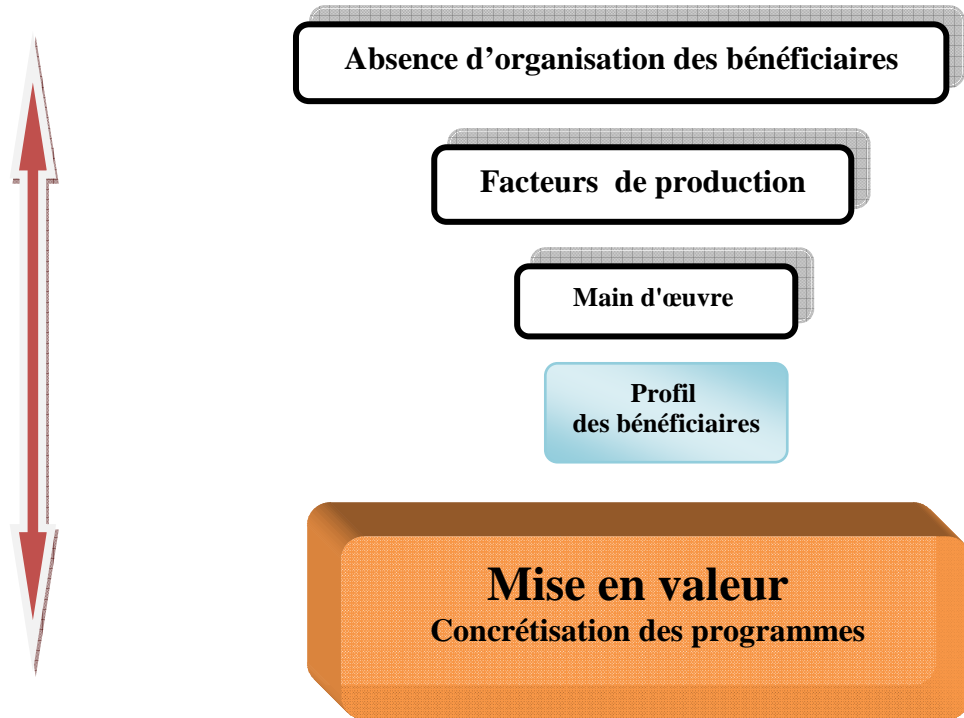 Absence d’organisation des bénéficiaires
Facteurs de production
Main d'œuvre
Profil
des bénéficiaires
Mise en valeur
Concrétisation des programmes